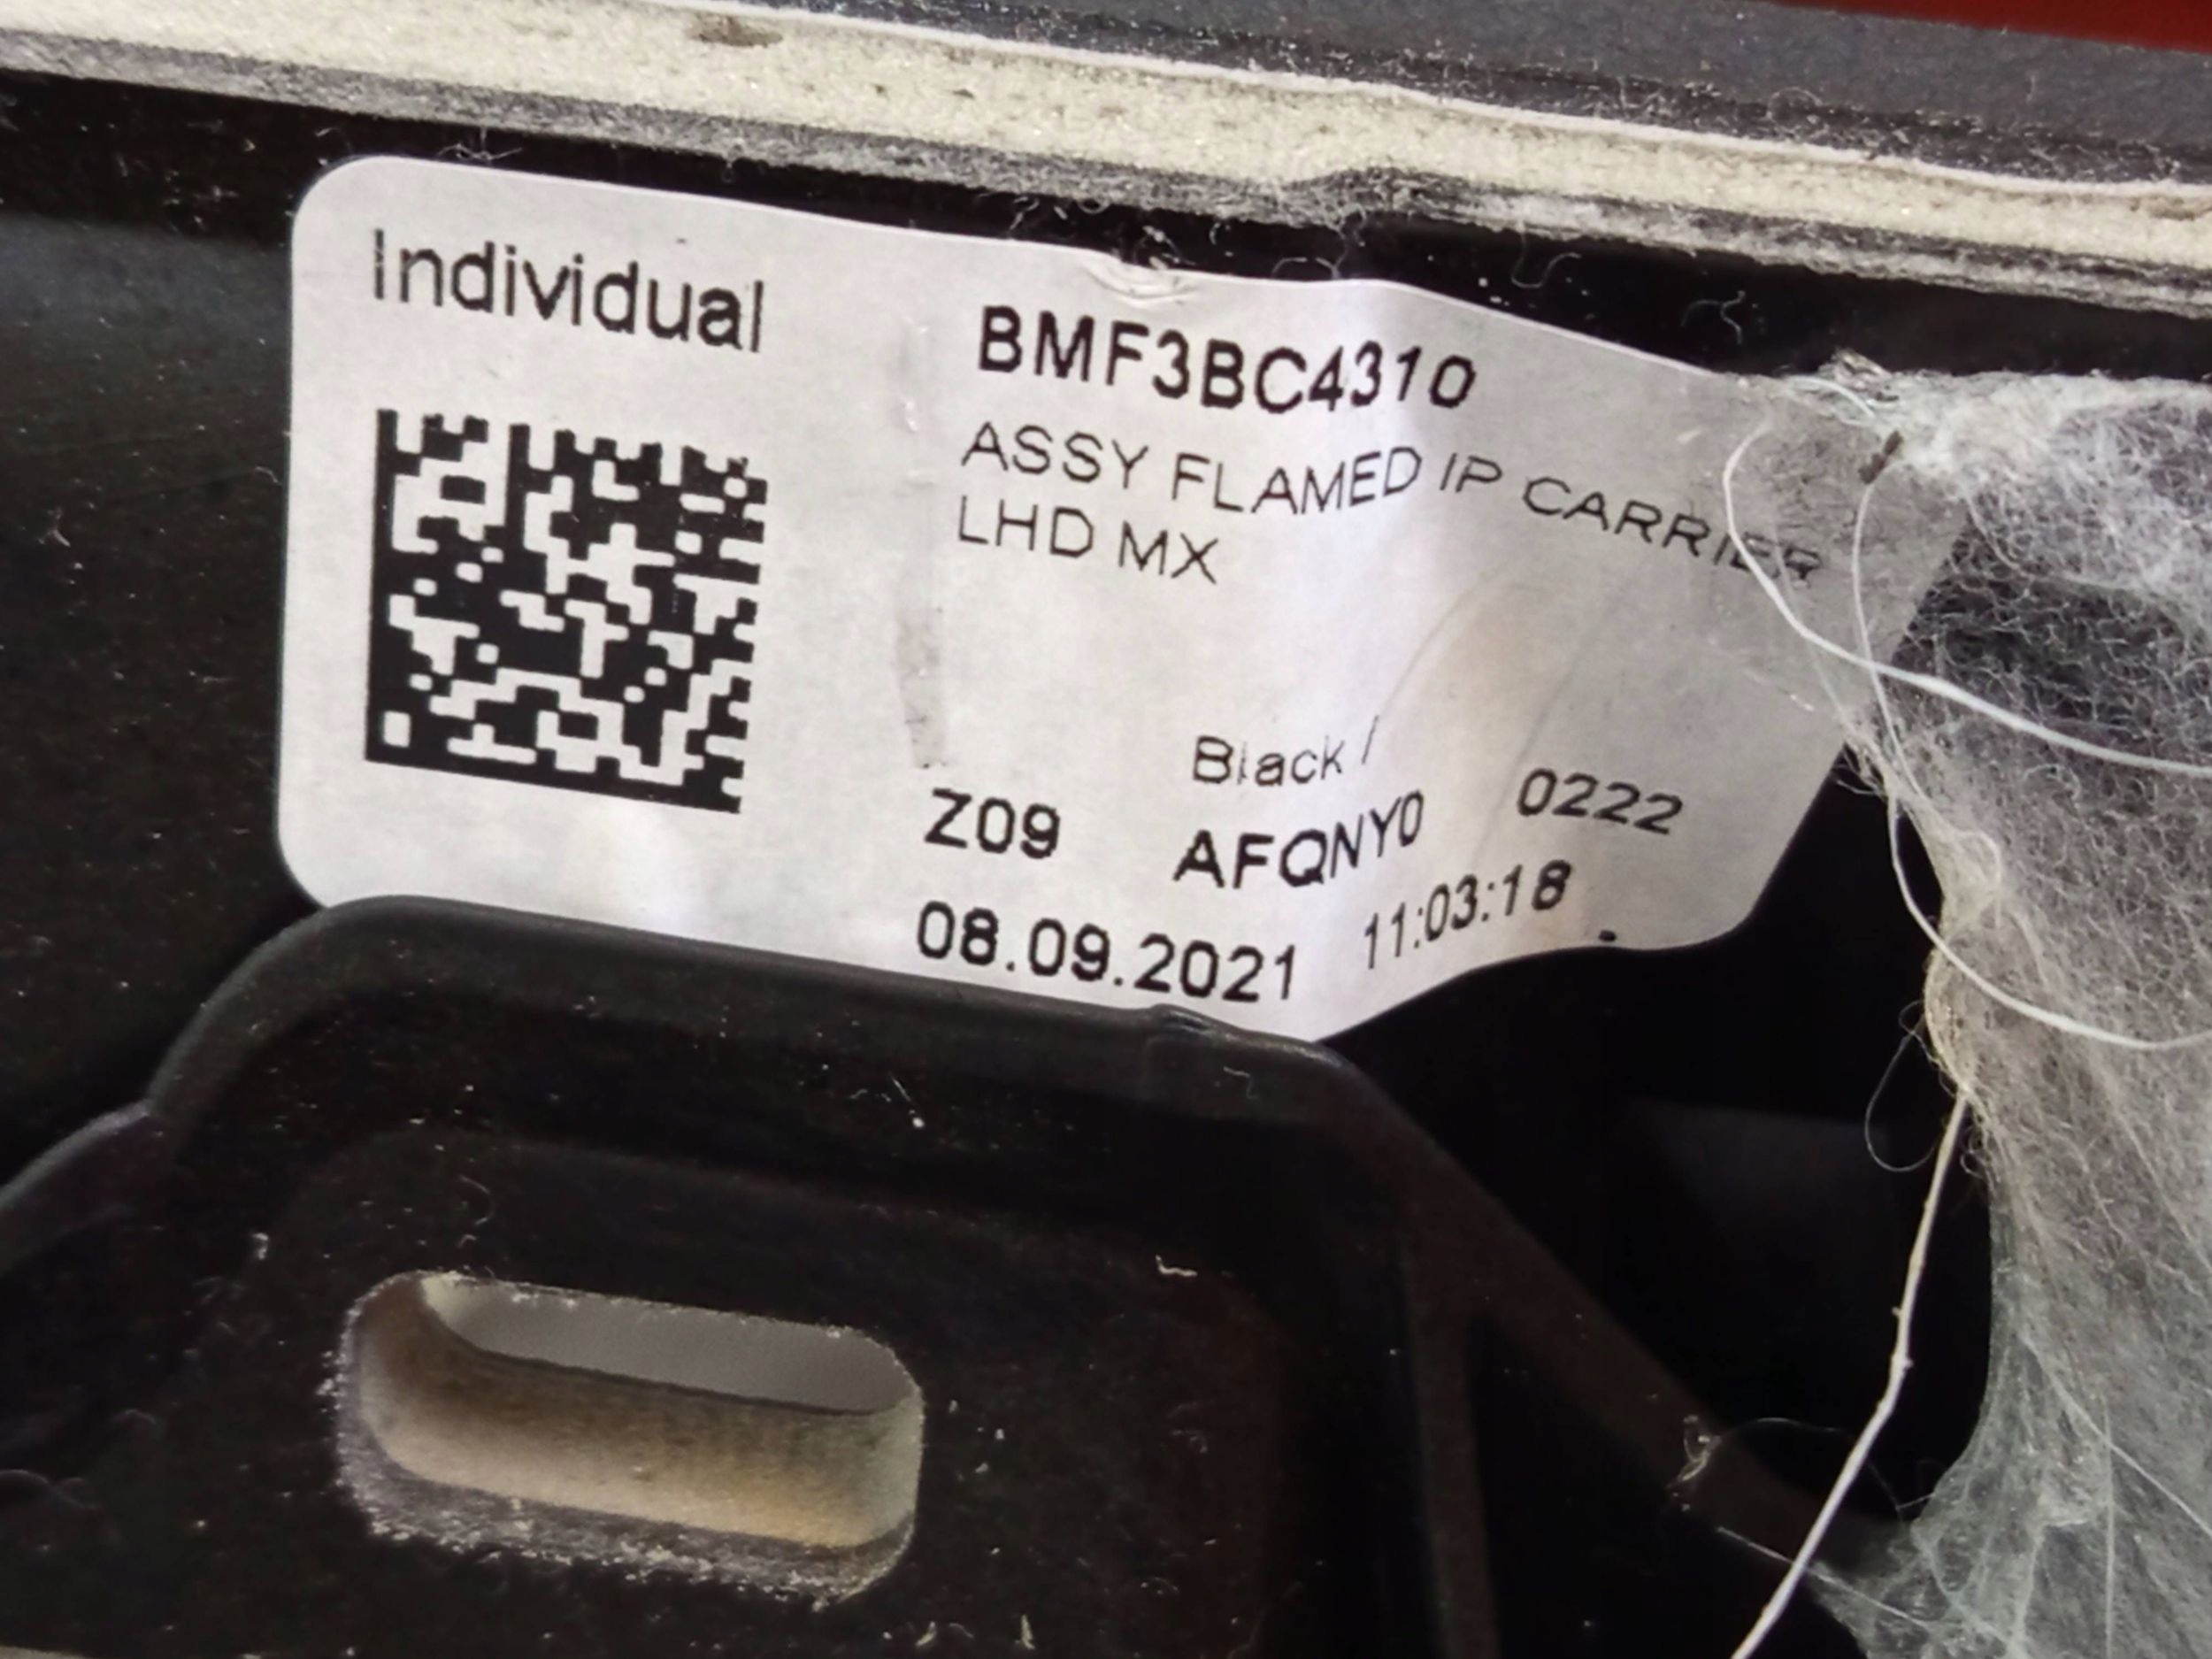 Individual
BMF3BC4310
ASSY FLAMED IP CARRIER
LHD MX
Black /
Z09 AFQNY0 0222
08.09.2021 11:03:18